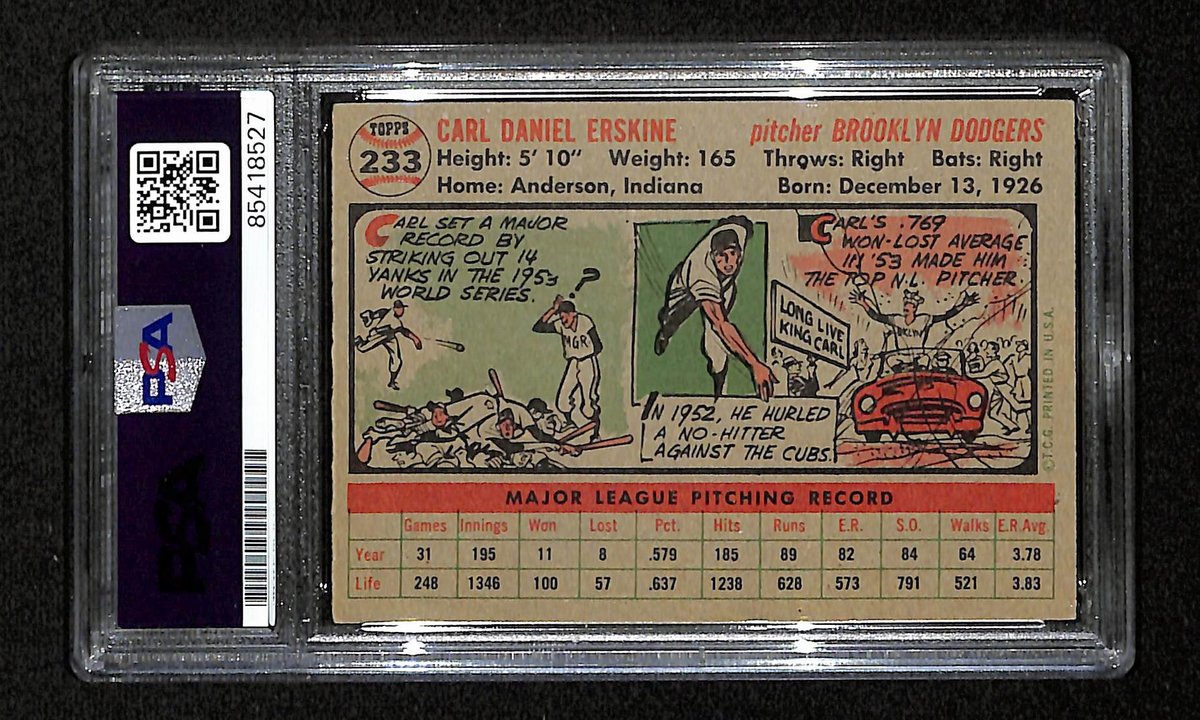 85418527
PSA
PSA
TOPPS
233
CARL DANIEL ERSKINE pitcher BROOKLYN DODGERS
Height: 5' 10" Weight: 165 Throws: Right Bats: Right
Home: Anderson, Indiana Born: December 13, 1926
CARL SET A MAJOR
RECORD BY
STRIKING OUT 14
YANKS IN THE 1953
WORLD SERIES.
?
MGR
IN 1952, HE HURLED
A NO-HITTER
AGAINST THE CUBS.
CARL'S .769
WON-LOST AVERAGE
IN '53 MADE HIM
THE TOP N.L. PITCHER.
LONG LIVE
KING CARL
©T.C.G. PRINTED IN U.S.A.
MAJOR LEAGUE PITCHING RECORD
Games Innings Won Lost Pct. Hits Runs E.R. S.O. Walks E.R.Avg.
Year 31 195 11 8 .579 185 89 82 84 64 3.78
Life 248 1346 100 57 .637 1238 628 573 791 521 3.83